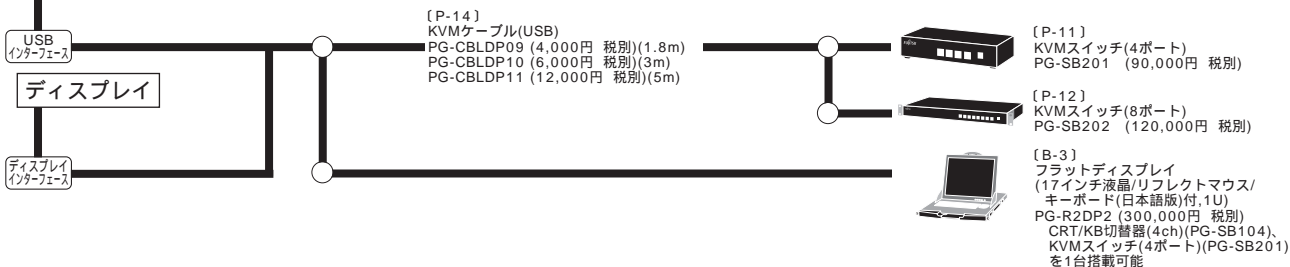 USB
インターフェース
ディスプレイ
ディスプレイ
インターフェース
〔P-14〕
KVMケーブル(USB)
PG-CBLDP09 (4,000円 税別)(1.8m)
PG-CBLDP10 (6,000円 税別)(3m)
PG-CBLDP11 (12,000円 税別)(5m)
〔P-11〕
KVMスイッチ(4ポート)
PG-SB201 (90,000円 税別)
〔P-12〕
KVMスイッチ(8ポート)
PG-SB202 (120,000円 税別)
〔B-3〕
フラットディスプレイ
(17インチ液晶/リフレクトマウス/
キーボード(日本語版)付,1U)
PG-R2DP2 (300,000円 税別)
CRT/KB切替器(4ch)(PG-SB104)、
KVMスイッチ(4ポート)(PG-SB201)
を1台搭載可能